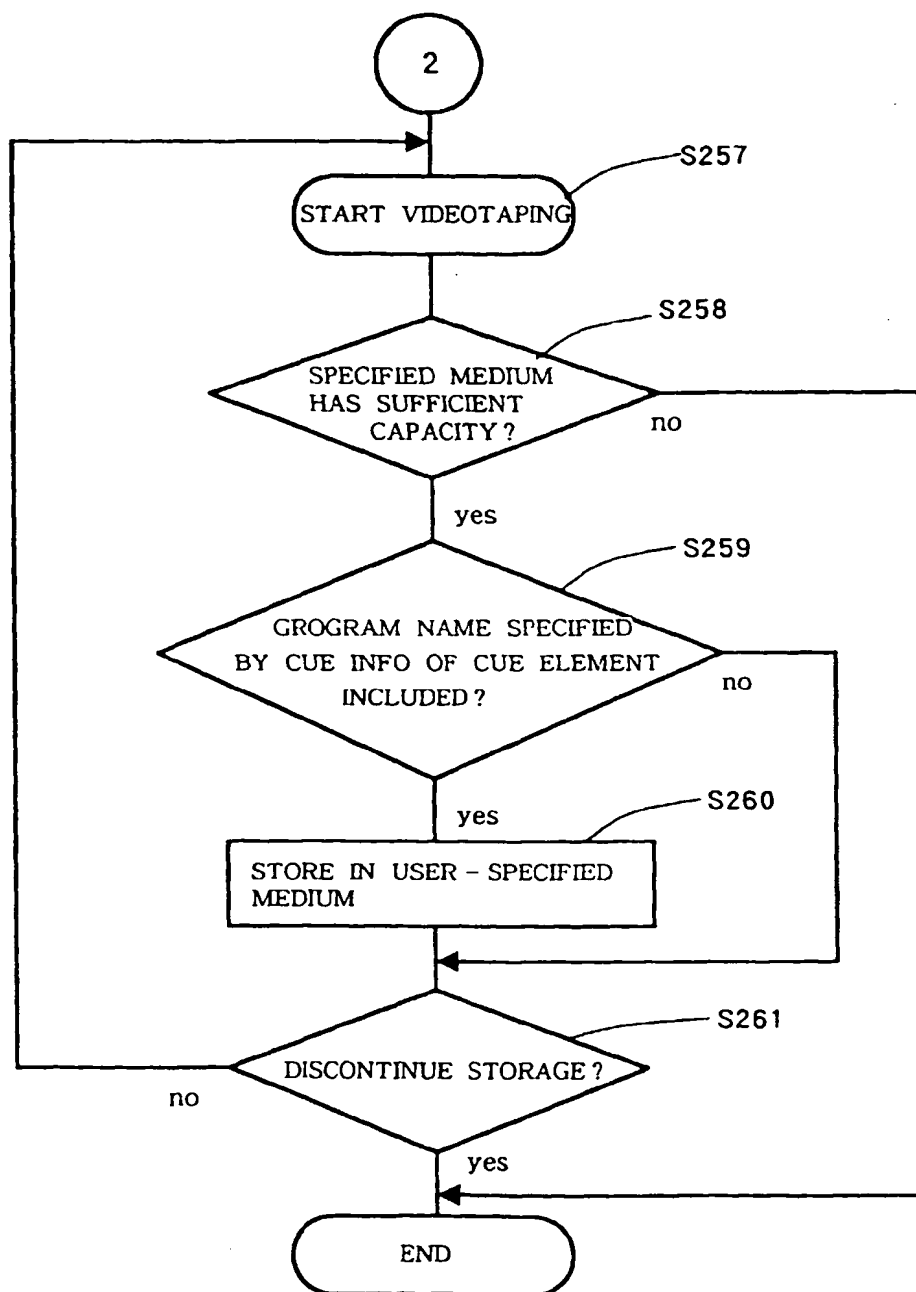 2
S257
START VIDEOTAPING
S258
SPECIFIED MEDIUM
HAS SUFFICIENT
CAPACITY ?
no
yes
S259
GROGRAM NAME SPECIFIED
BY CUE INFO OF CUE ELEMENT
INCLUDED ?
no
yes
S260
STORE IN USER - SPECIFIED
MEDIUM
S261
DISCONTINUE STORAGE ?
no
yes
END